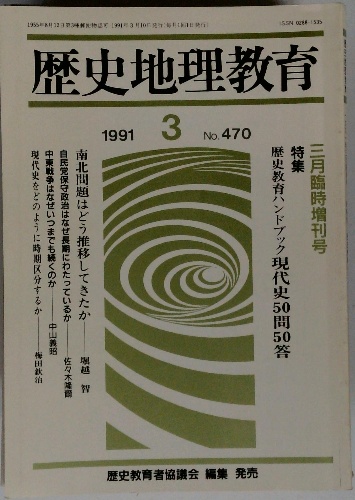 ISSN 0288-1535
歴史地理教育
1991 3 No. 470
三月臨時増刊号
特集
歴史教育ハンドブック 現代史50問50答
南北問題はどう推移してきたか 堀越 智
自民党保守政治はなぜ長期にわたっているか 佐々木隆爾
中東戦争はなぜいつまでも続くのか 中山義昭
現代史をどのように時期区分するか 梅田欽治
歴史教育者協議会 編集 発売